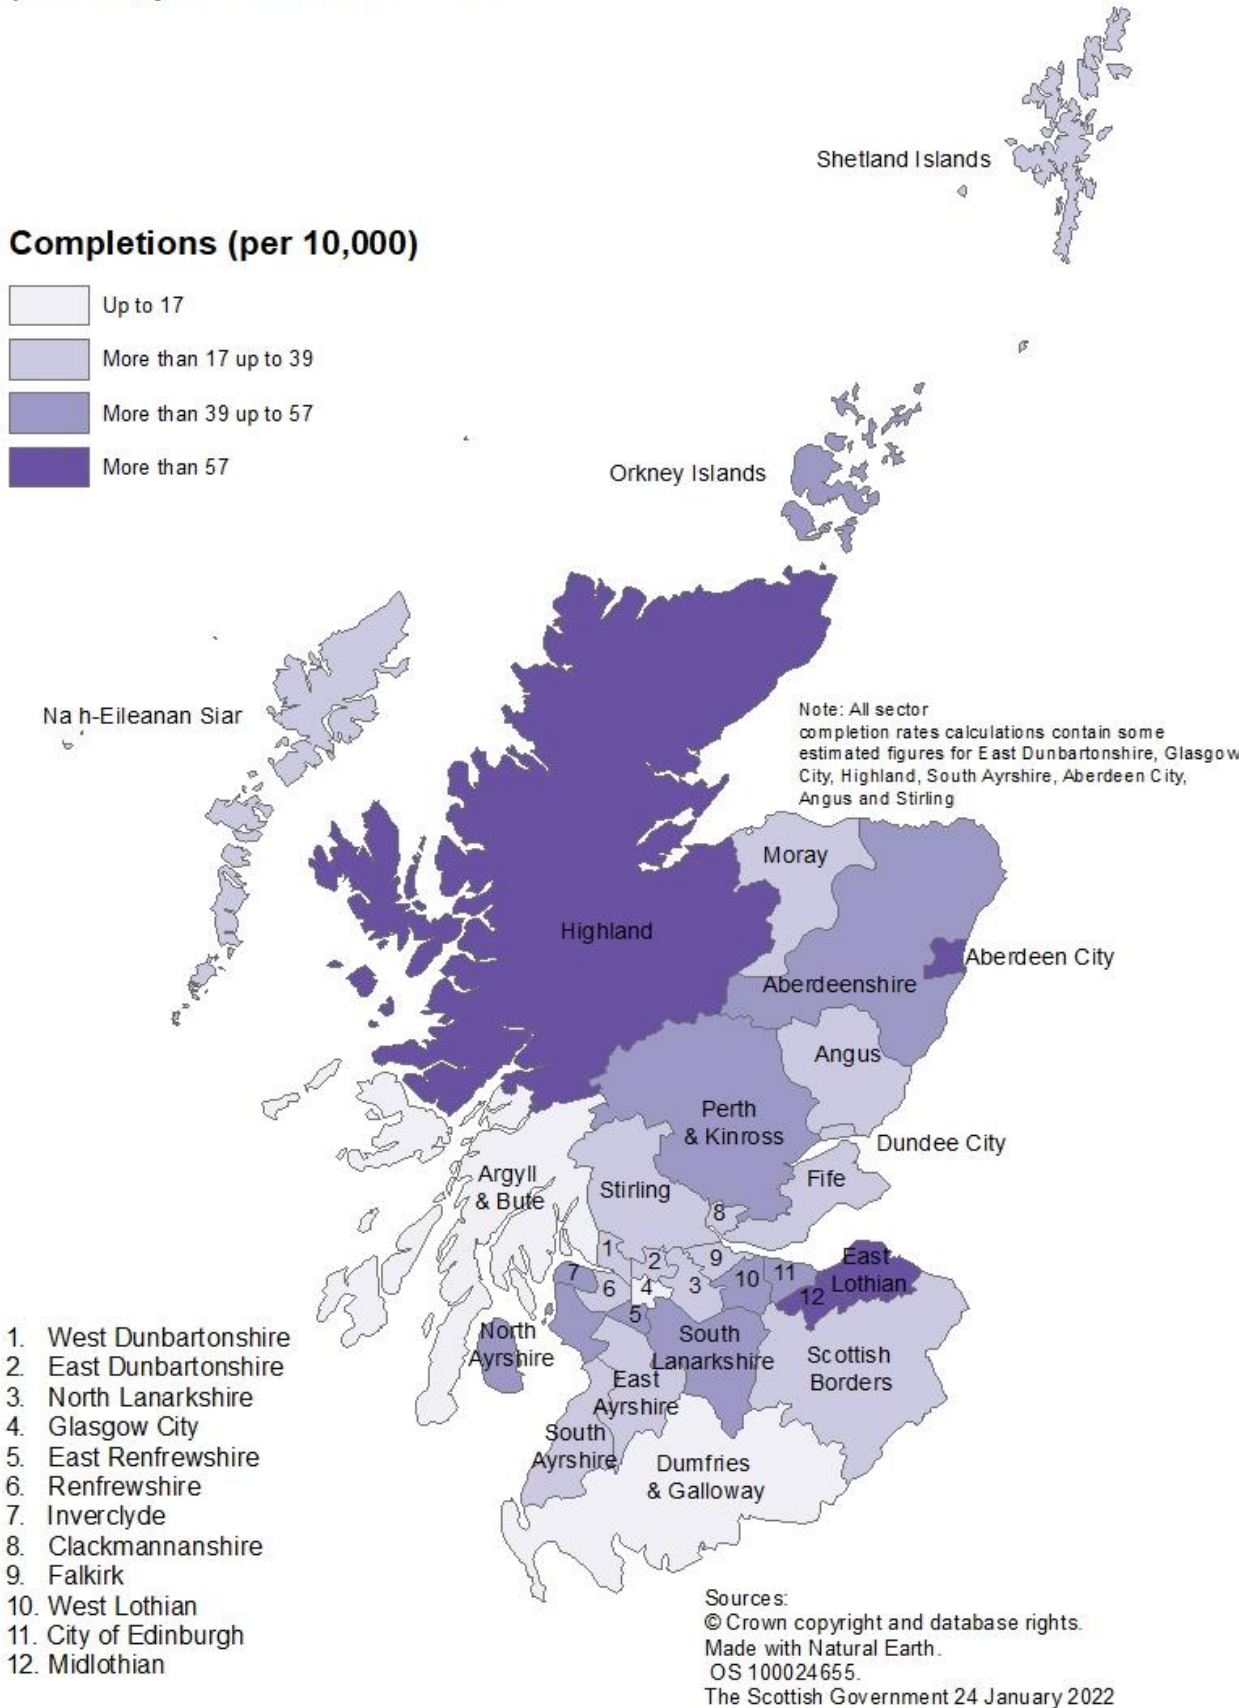 Shetland Islands
Completions (per 10,000)
Up to 17
More than 17 up to 39
More than 39 up to 57
More than 57
Orkney Islands
Na h-Eileanan Siar
Note: All sector
completion rates calculations contain some
estimated figures for East Dunbartonshire, Glasgow
City, Highland, South Ayrshire, Aberdeen City,
Angus and Stirling
Moray
Highland
Aberdeen City
Aberdeenshire
Angus
Perth
& Kinross
Dundee City
Argyll
& Bute
Stirling
Fife
8
1
2
9
East
Lothian
7
6
4
3
10
11
12
5
North
Ayrshire
South
Lanarkshire
Scottish
Borders
East
Ayrshire
South
Ayrshire
Dumfries
& Galloway
1. West Dunbartonshire
2. East Dunbartonshire
3. North Lanarkshire
4. Glasgow City
5. East Renfrewshire
6. Renfrewshire
7. Inverclyde
8. Clackmannanshire
9. Falkirk
10. West Lothian
11. City of Edinburgh
12. Midlothian
Sources:
© Crown copyright and database rights.
Made with Natural Earth.
OS 100024655.
The Scottish Government 24 January 2022